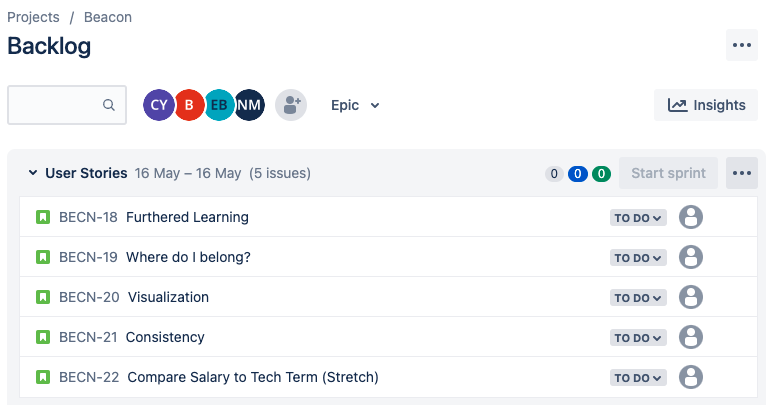 Projects / Beacon
Backlog
CY B EB NM Epic Insights
User Stories 16 May – 16 May (5 issues) 0 0 0 Start sprint
BECN-18 Furthered Learning TO DO
BECN-19 Where do I belong? TO DO
BECN-20 Visualization TO DO
BECN-21 Consistency TO DO
BECN-22 Compare Salary to Tech Term (Stretch) TO DO